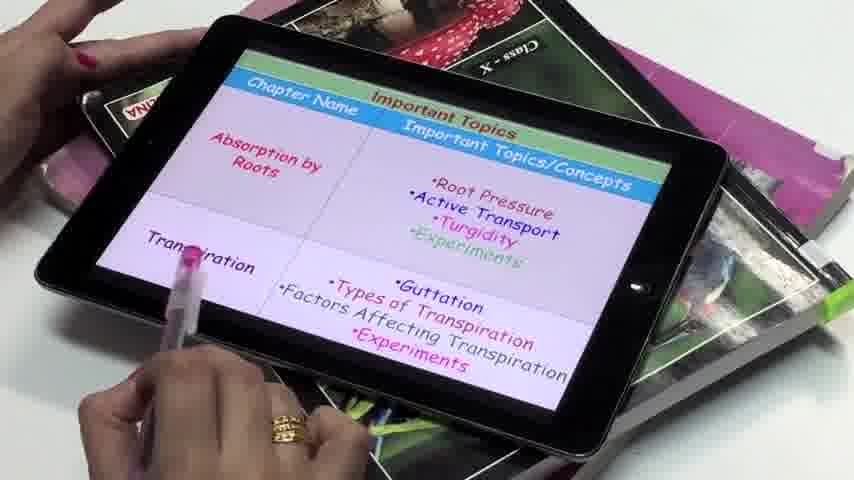 Class - X
Important Topics
Chapter Name
Important Topics/Concepts
Absorption by
Roots
•Root Pressure
•Active Transport
•Turgidity
•Experiments
Transpiration
•Guttation
•Types of Transpiration
•Factors Affecting Transpiration
•Experiments